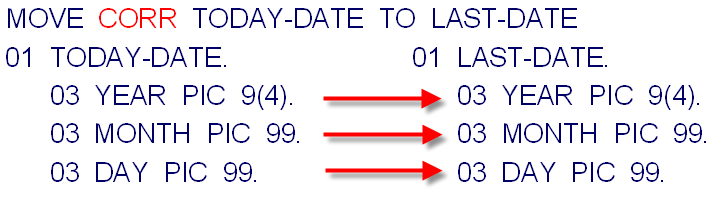 MOVE CORR TODAY-DATE TO LAST-DATE
01 TODAY-DATE. 01 LAST-DATE.
03 YEAR PIC 9(4). 03 YEAR PIC 9(4).
03 MONTH PIC 99. 03 MONTH PIC 99.
03 DAY PIC 99. 03 DAY PIC 99.